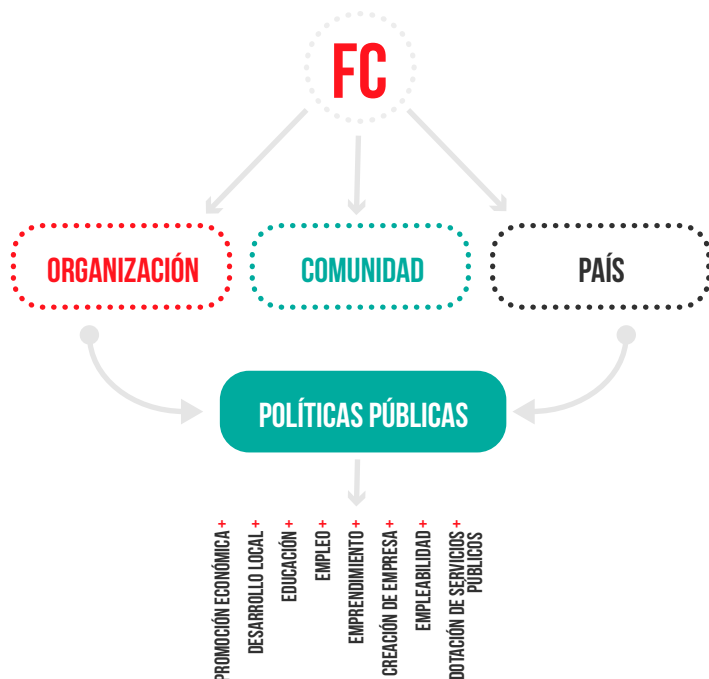 FC
ORGANIZACIÓN
COMUNIDAD
PAÍS
POLÍTICAS PÚBLICAS
PROMOCIÓN ECONÓMICA +
DESARROLLO LOCAL +
EDUCACIÓN +
EMPLEO +
EMPRENDIMIENTO +
CREACIÓN DE EMPRESA +
EMPLEABILIDAD +
DOTACIÓN DE SERVICIOS +
PÚBLICOS